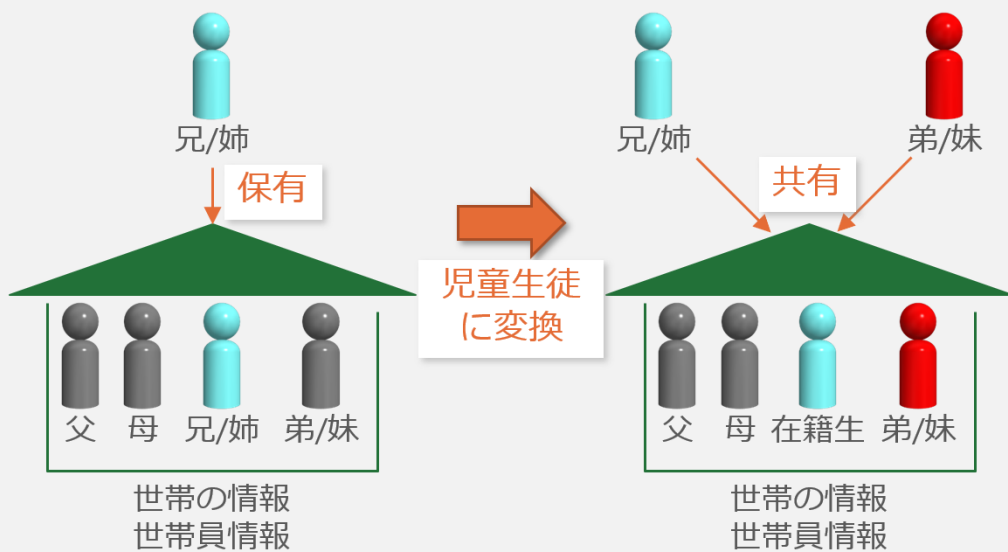 兄/姉
保有
父 母 兄/姉 弟/妹
世帯の情報
世帯員情報
児童生徒
に変換
兄/姉
弟/妹
共有
父 母 在籍生 弟/妹
世帯の情報
世帯員情報